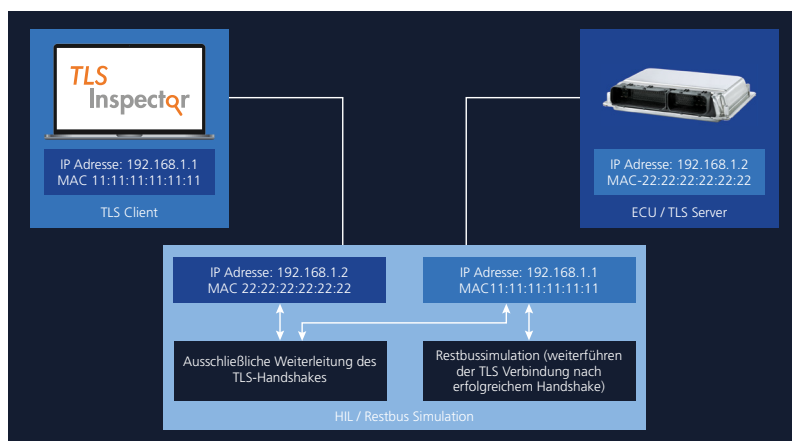 TLS
Inspector
IP Adresse: 192.168.1.1
MAC 11:11:11:11:11:11
TLS Client
IP Adresse: 192.168.1.2
MAC-22:22:22:22:22:22
ECU / TLS Server
IP Adresse: 192.168.1.2
MAC 22:22:22:22:22:22
IP Adresse: 192.168.1.1
MAC11:11:11:11:11:11
Ausschließliche Weiterleitung des
TLS-Handshakes
Restbussimulation (weiterführen
der TLS Verbindung nach
erfolgreichem Handshake)
HIL / Restbus Simulation